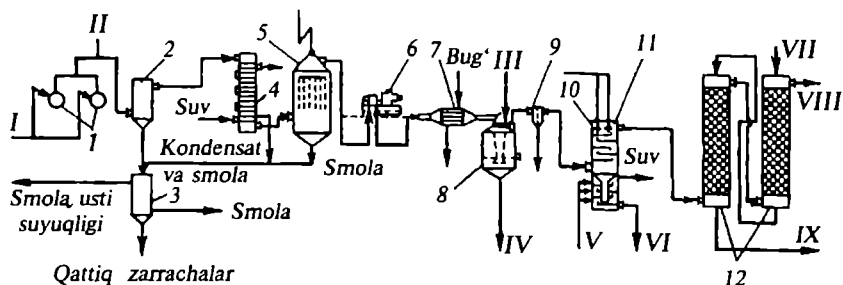 II
2
5
6
7
Bug‘
III
9
10
11
VII
VIII
I
1
Suv
4
Kondensat
va smola
Smola
8
Suv
Smola, usti
suyuqligi
3
Smola
IV
V
VI
12
IX
Qattiq zarrachalar